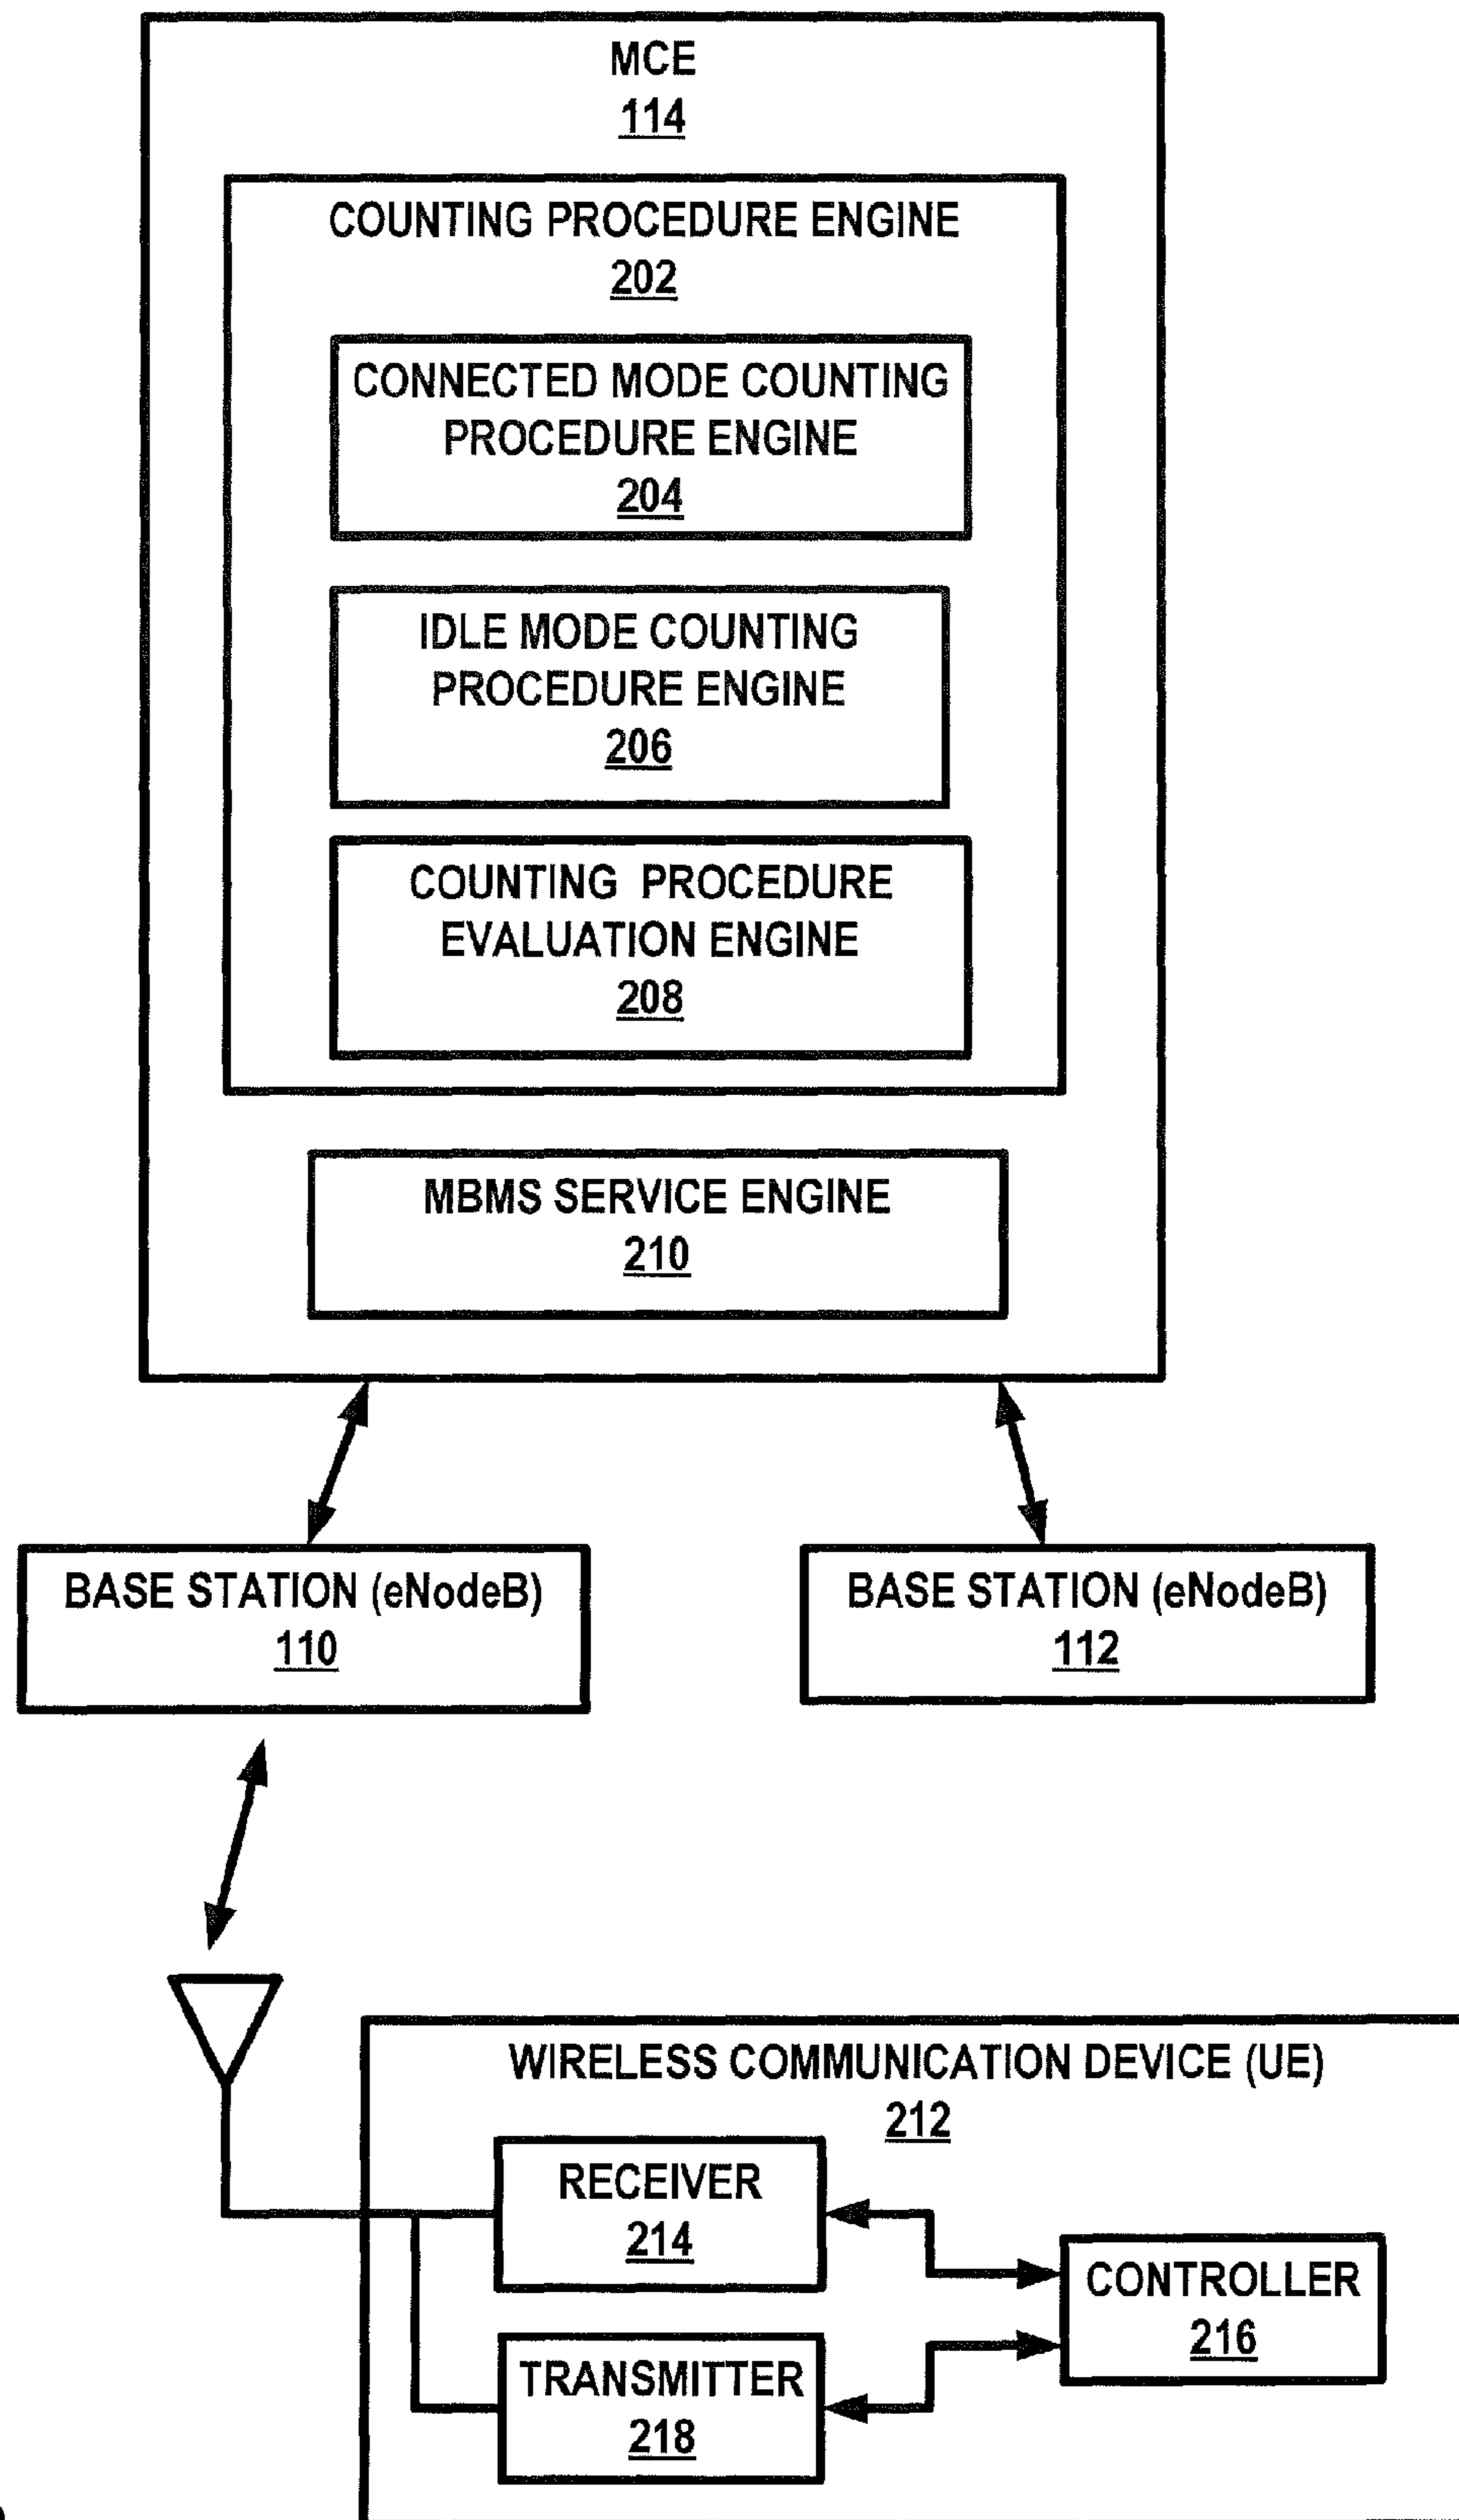 MCE
114
COUNTING PROCEDURE ENGINE
202
CONNECTED MODE COUNTING
PROCEDURE ENGINE
204
IDLE MODE COUNTING
PROCEDURE ENGINE
206
COUNTING PROCEDURE
EVALUATION ENGINE
208
MBMS SERVICE ENGINE
210
BASE STATION (eNodeB)
110
BASE STATION (eNodeB)
112
WIRELESS COMMUNICATION DEVICE (UE)
212
RECEIVER
214
CONTROLLER
216
TRANSMITTER
218